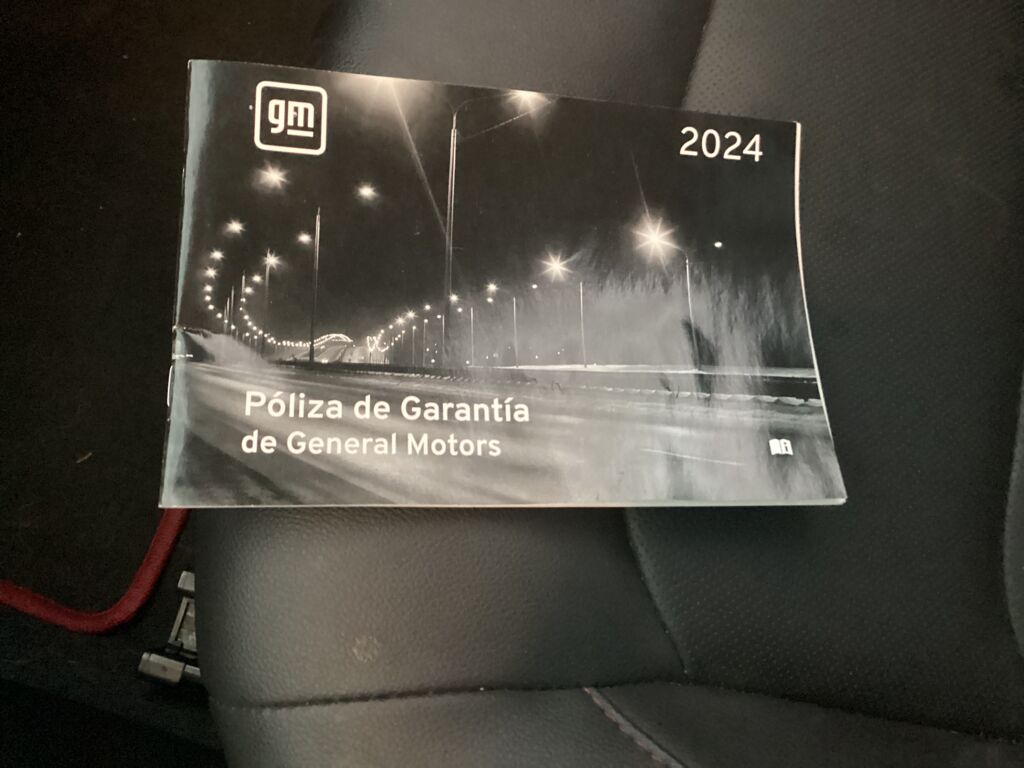 gm
2024
Póliza de Garantía
de General Motors